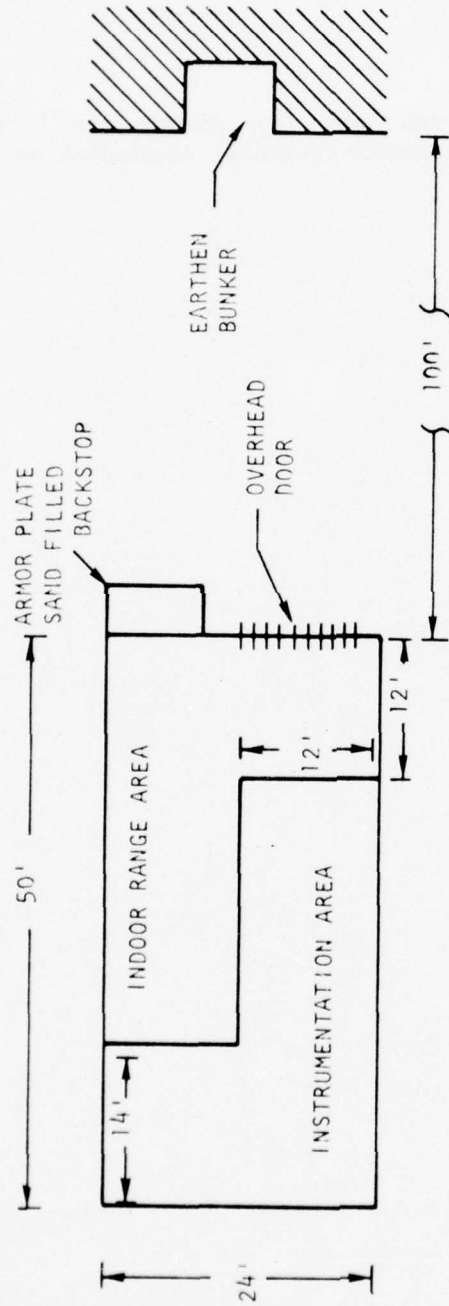 50'
ARMOR PLATE
SAND FILLED
BACKSTOP
EARTHEN
BUNKER
OVERHEAD
DOOR
INDOOR RANGE AREA
14'
24'
INSTRUMENTATION AREA
12'
12'
100'